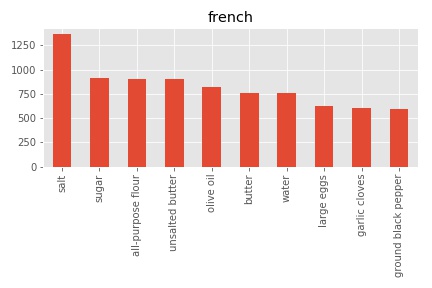 french
1250
1000
750
500
250
0
salt
sugar
all-purpose flour
unsalted butter
olive oil
butter
water
large eggs
garlic cloves
ground black pepper